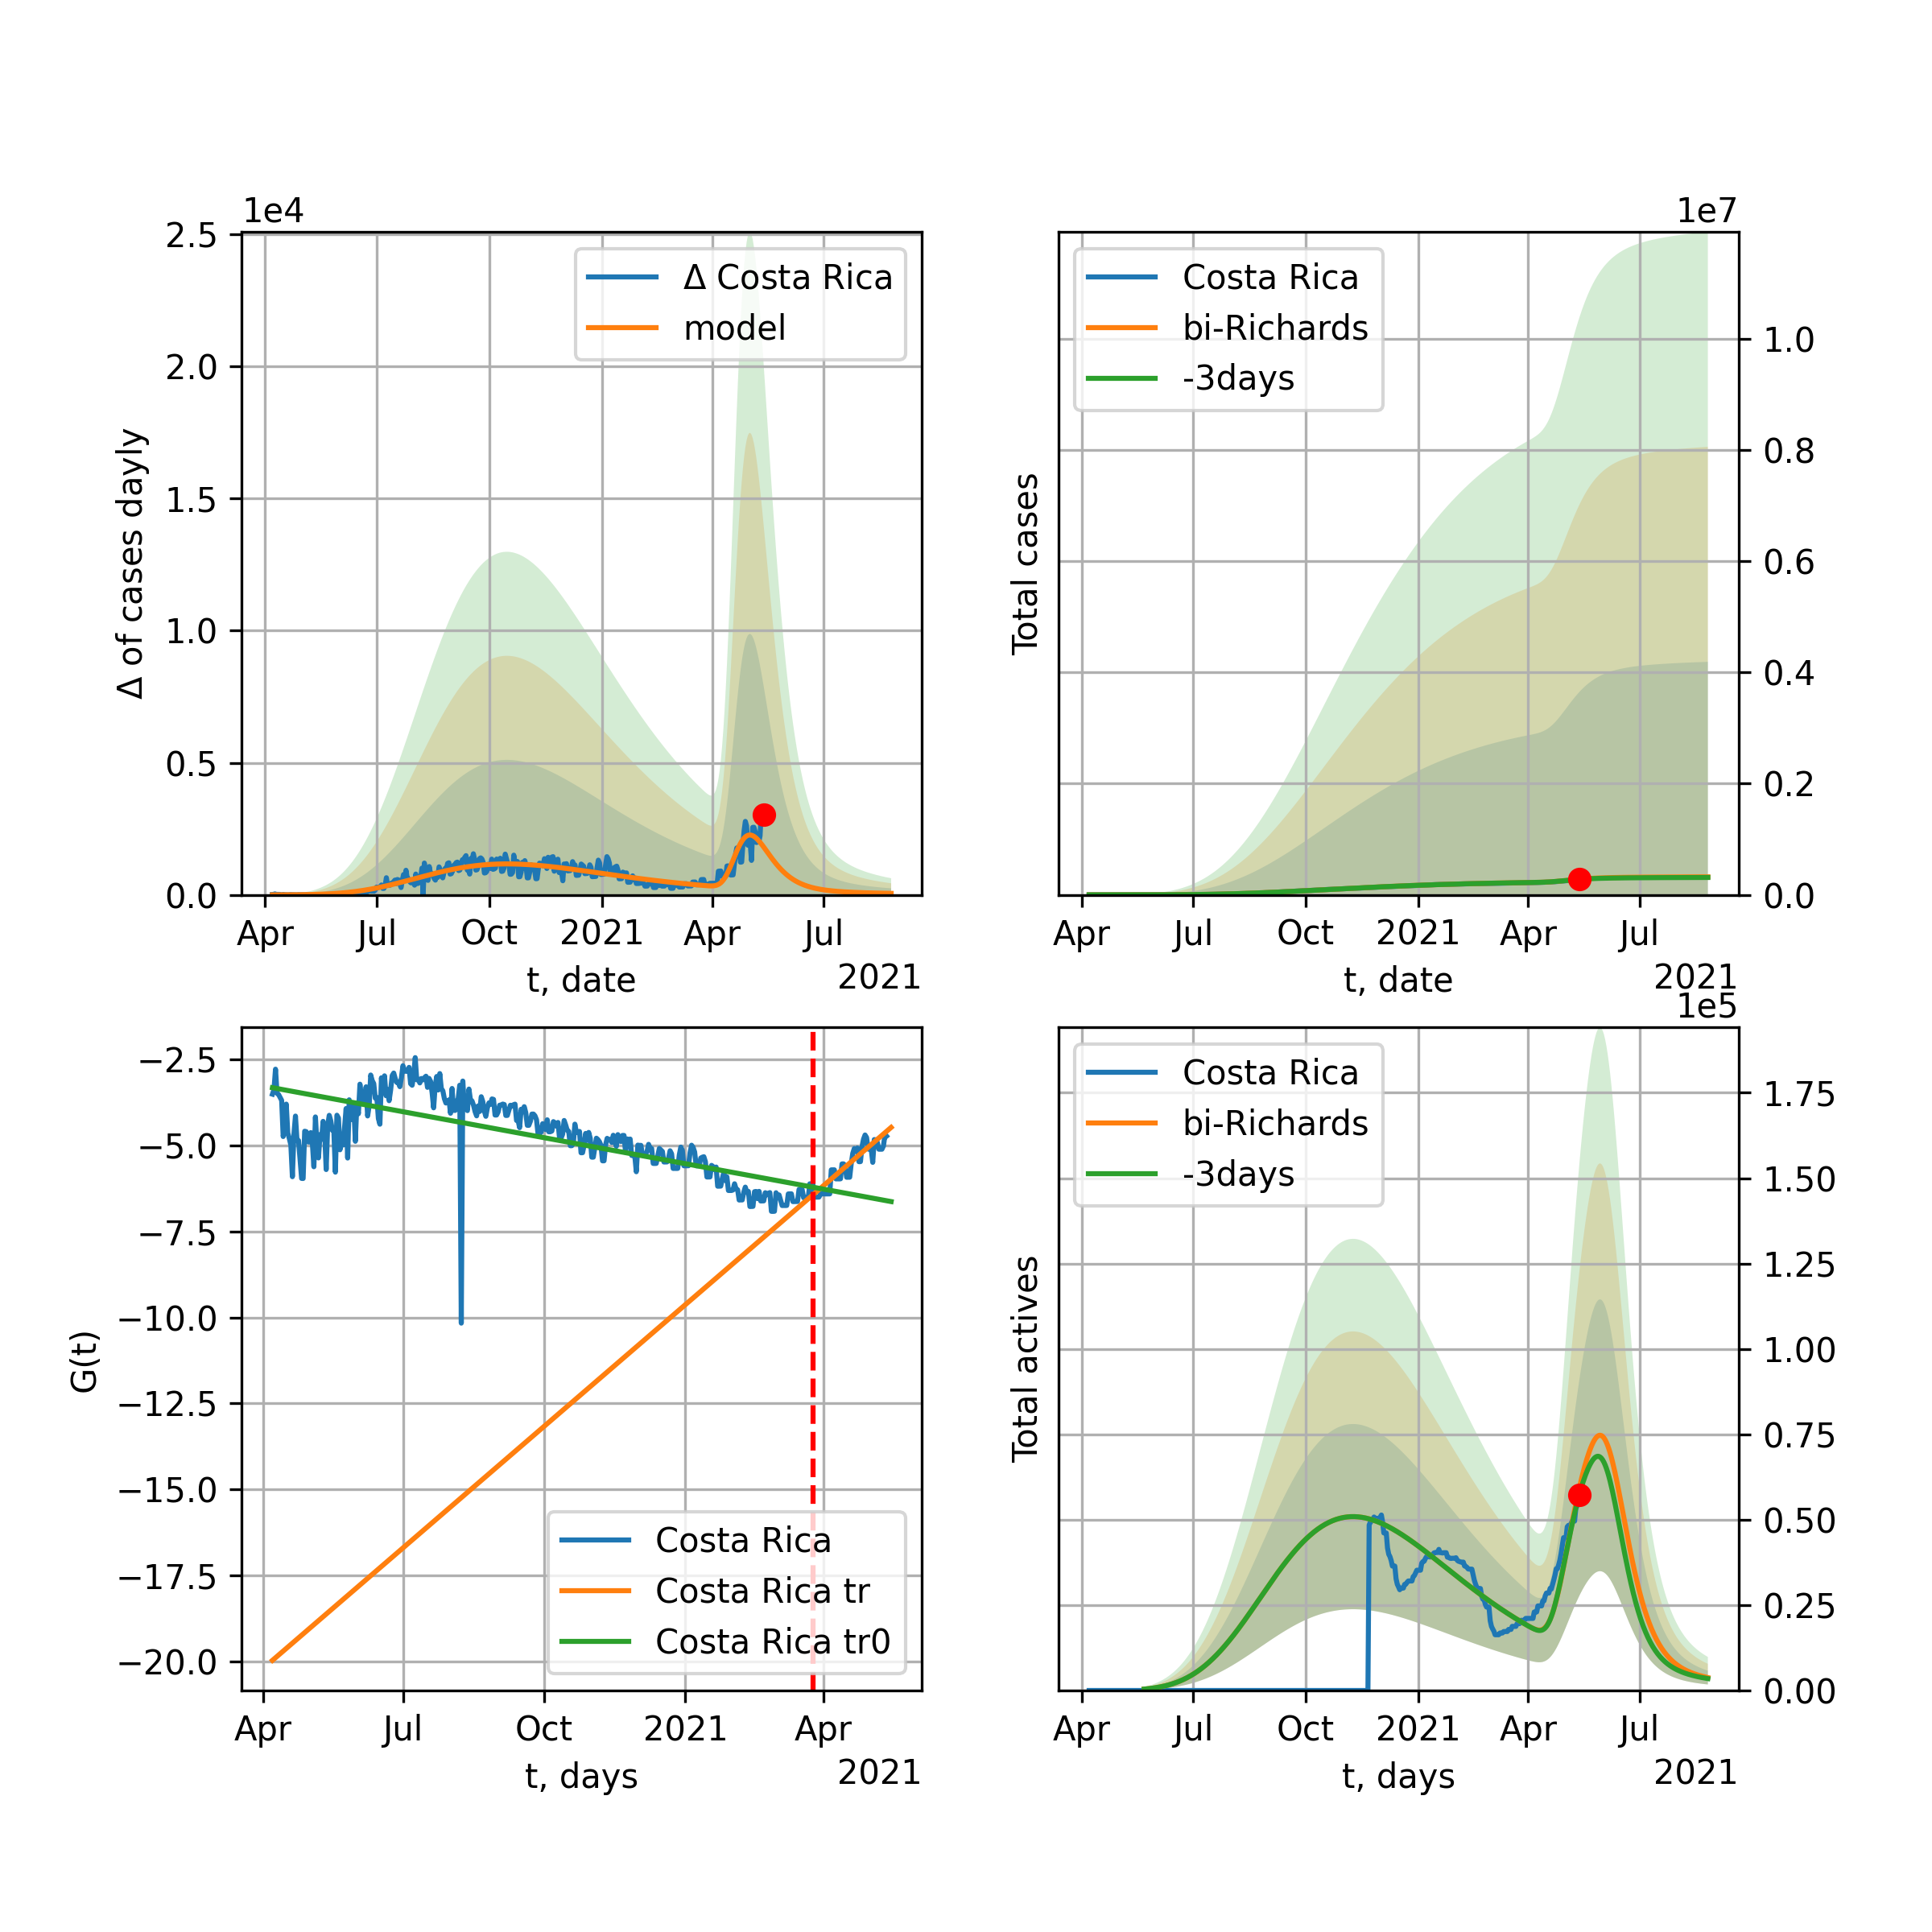 1e4
2.5
2.0
1.5
1.0
0.5
0.0
Δ of cases dayly
Δ Costa Rica
model
Apr
Jul
Oct
2021
Apr
Jul
t, date
2021
1e7
Costa Rica
bi-Richards
-3days
Total cases
1.0
0.8
0.6
0.4
0.2
0.0
Apr
Jul
Oct
2021
Apr
Jul
t, date
2021
−2.5
−5.0
−7.5
−10.0
−12.5
−15.0
−17.5
−20.0
G(t)
Costa Rica
Costa Rica tr
Costa Rica tr0
Apr
Jul
Oct
2021
Apr
t, days
2021
1e5
Costa Rica
bi-Richards
-3days
Total actives
1.75
1.50
1.25
1.00
0.75
0.50
0.25
0.00
Apr
Jul
Oct
2021
Apr
Jul
t, days
2021